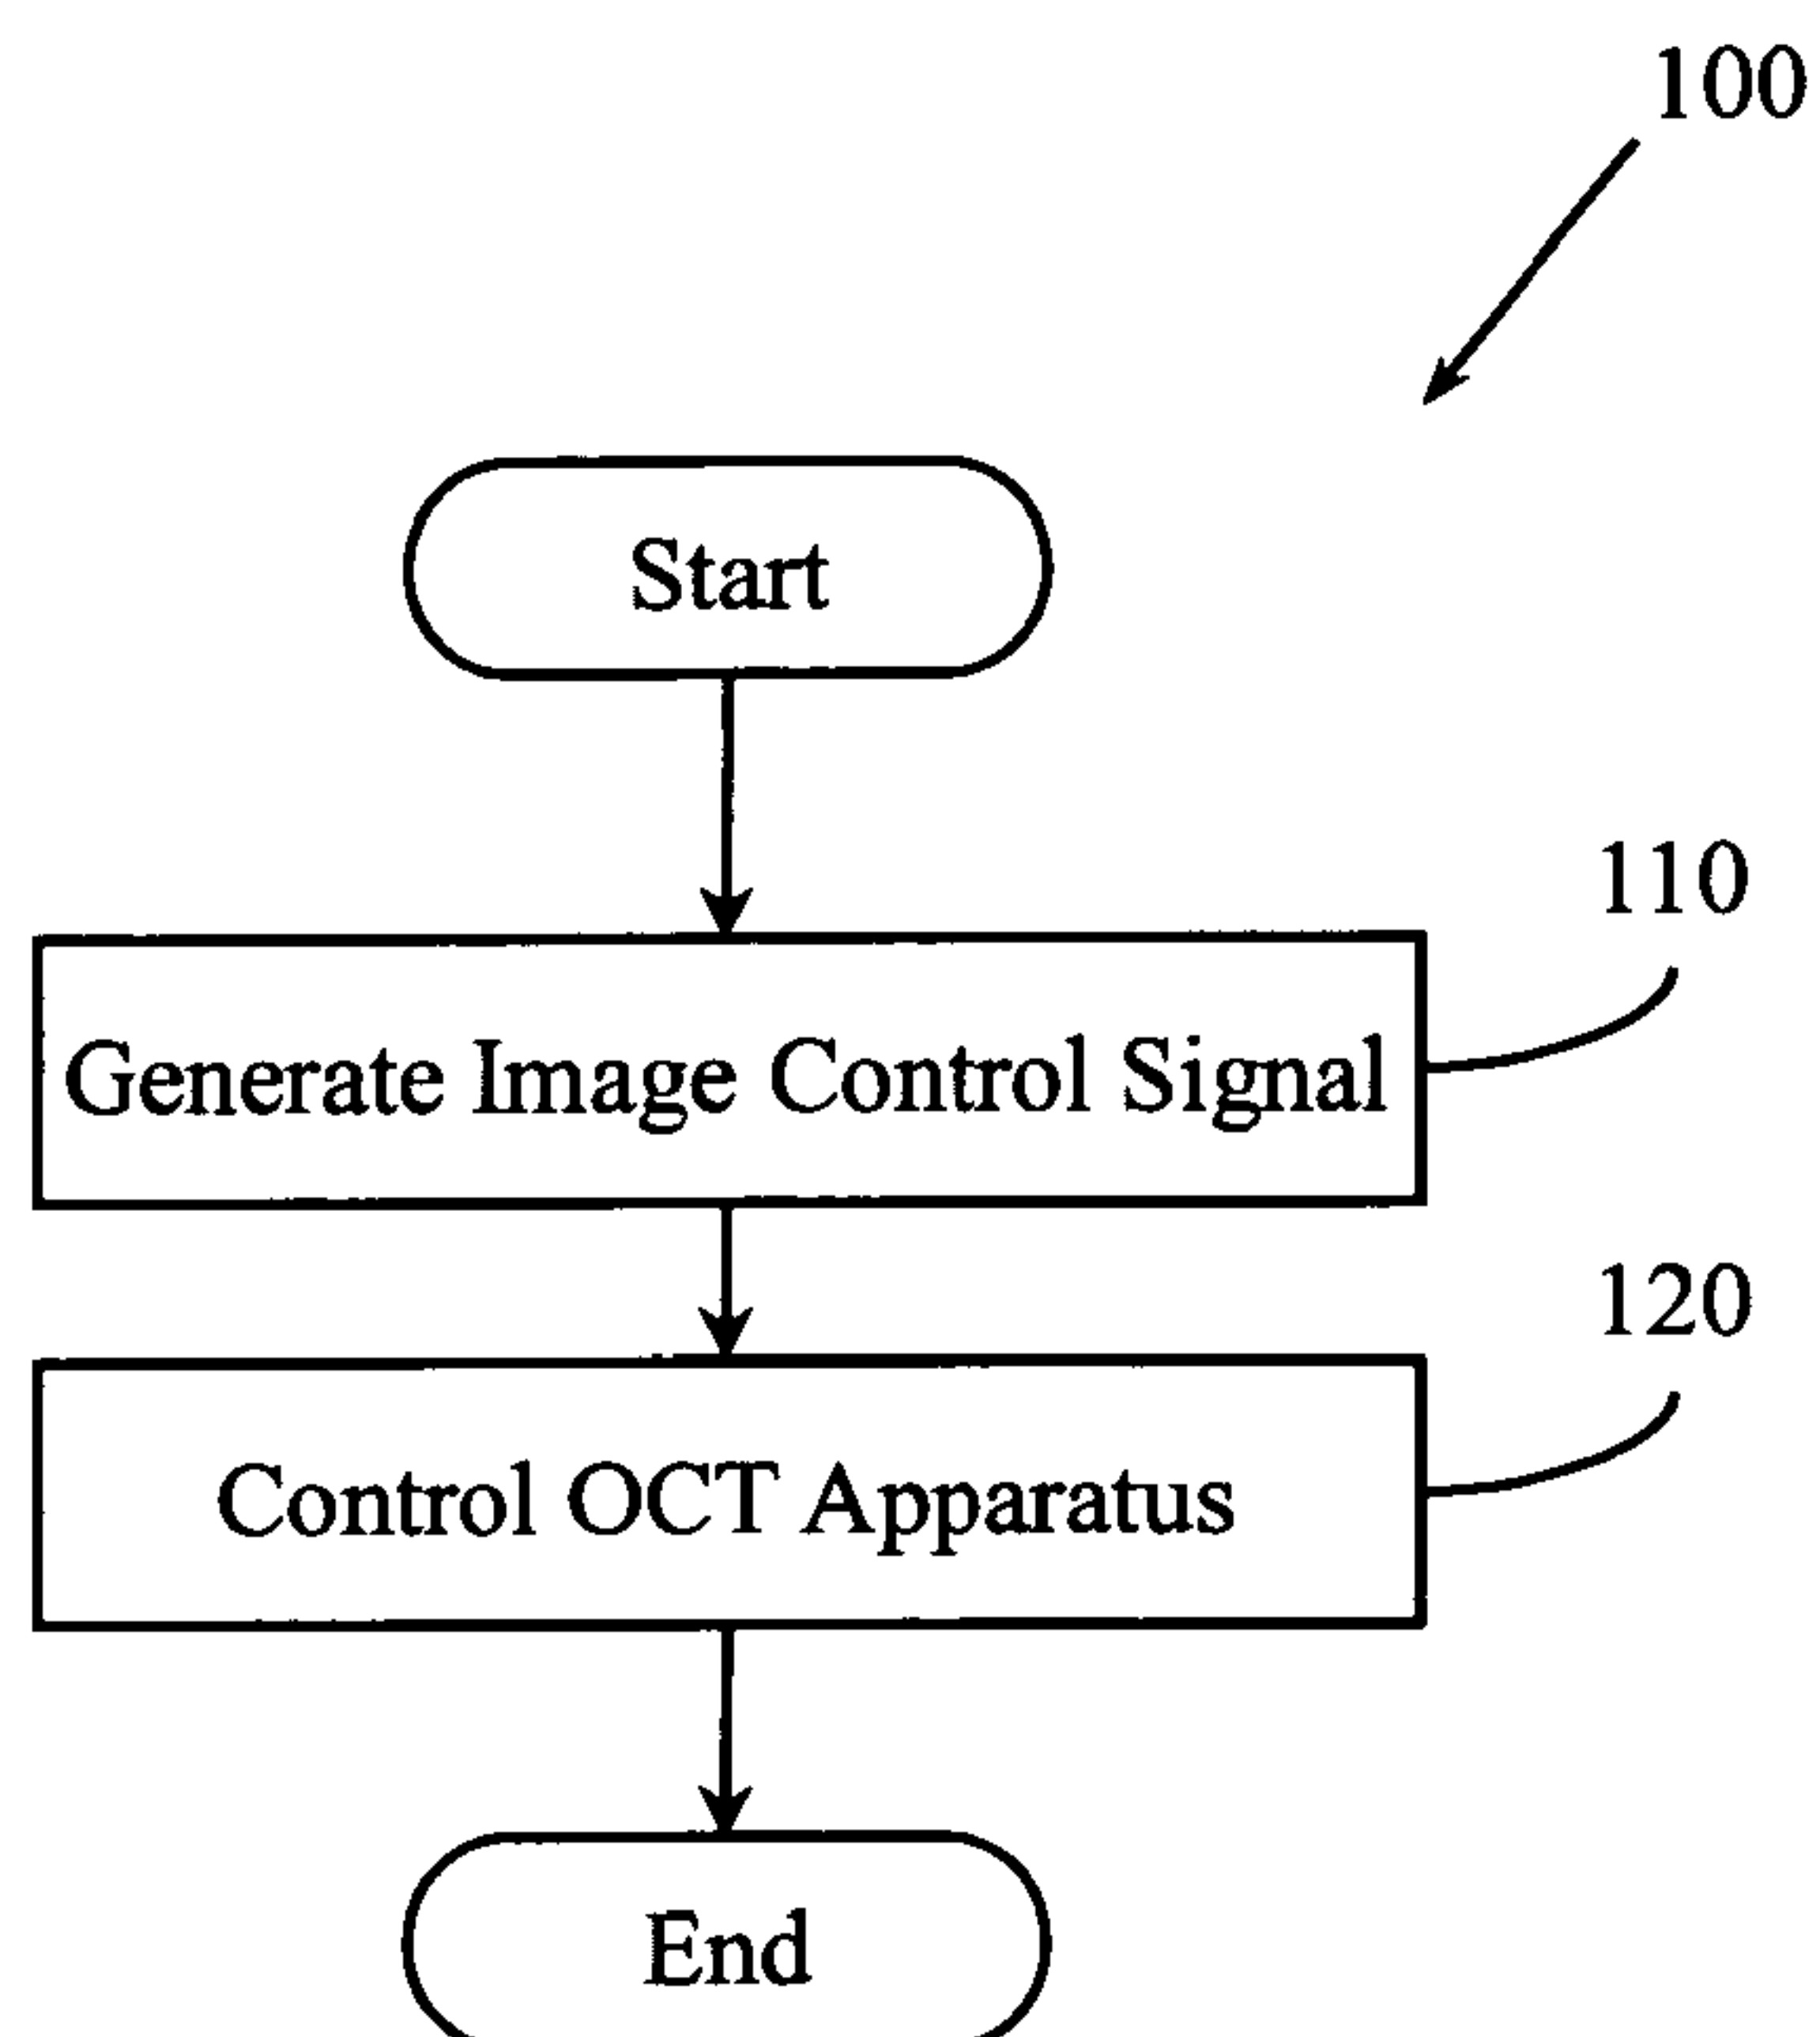 100
Start
110
Generate Image Control Signal
120
Control OCT Apparatus
End